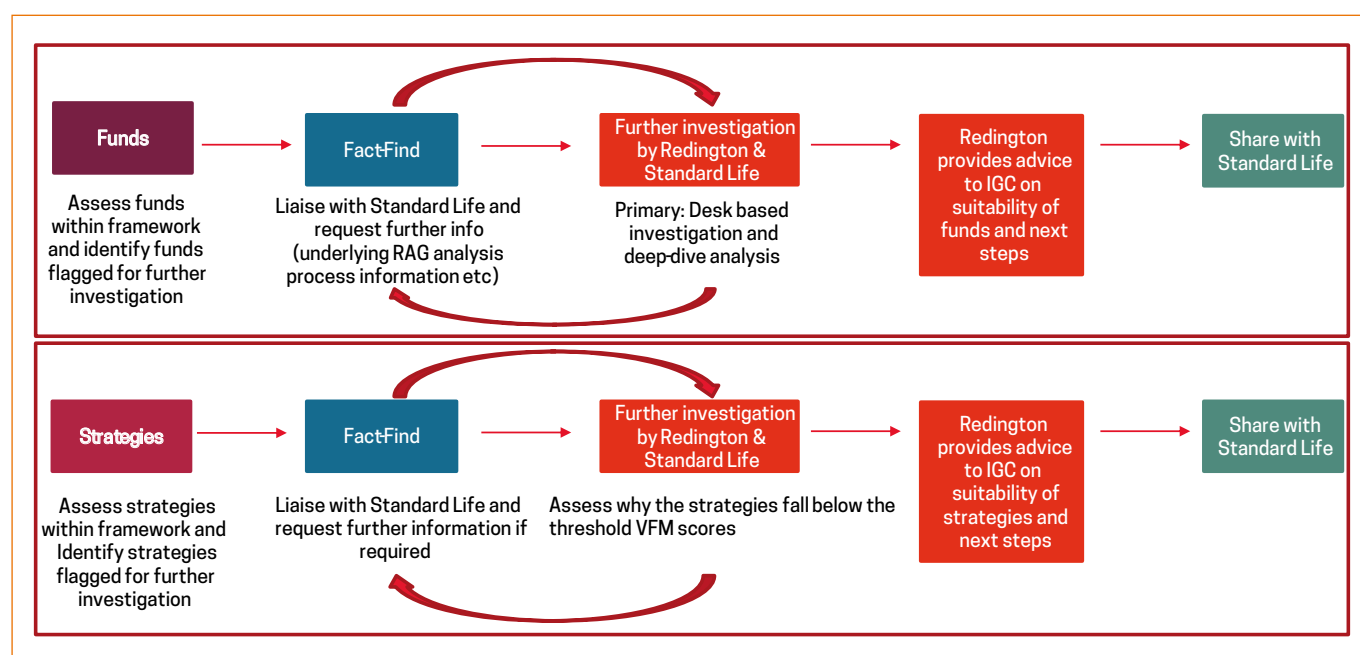 Funds
Assess funds
within framework
and identify funds
flagged for further
investigation
Fact-Find
Liaise with Standard Life and
request further info
(underlying RAG analysis
process information etc)
Further investigation
by Redington &
Standard Life
Primary: Desk based
investigation and
deep-dive analysis
Redington
provides advice
to IGC on
suitability of
funds and next
steps
Share with
Standard Life
Strategies
Assess strategies
within framework and
Identify strategies
flagged for further
investigation
Fact-Find
Liaise with Standard Life and
request further information if
required
Further investigation
by Redington &
Standard Life
Assess why the strategies fall below the
threshold VFM scores
Redington
provides advice
to IGC on
suitability of
strategies and
next steps
Share with
Standard Life